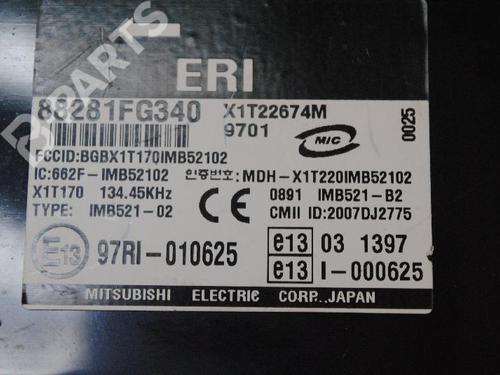 B-PARTS
ERI
88281FG340 X1T22674M
9701
MIC
0025
FCCID:BGBX1T170IMB52102
IC:662F-IMB52102 인증번호:MDH-X1T220IMB52102
X1T170 134.45KHz 0891 IMB521-B2
TYPE: IMB521-02 CE CMII ID:2007DJ2775
E13 97RI-010625 e13 03 1397
e13 I-000625
MITSUBISHI ELECTRIC CORP.,JAPAN